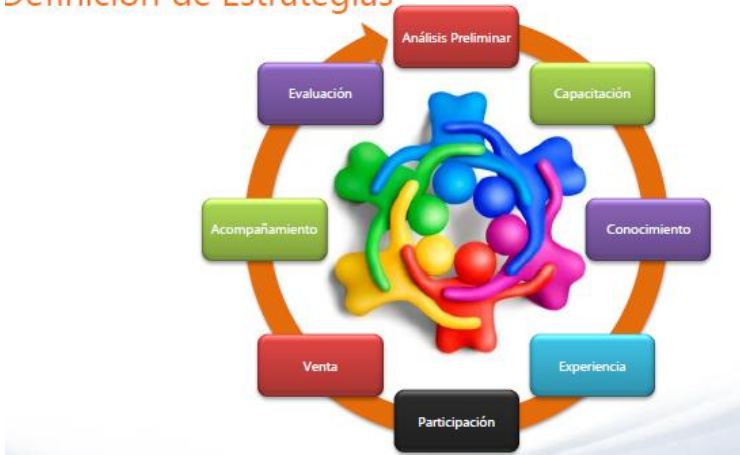 Definición de Estrategias
Análisis Preliminar
Capacitación
Conocimiento
Experiencia
Participación
Venta
Acompañamiento
Evaluación